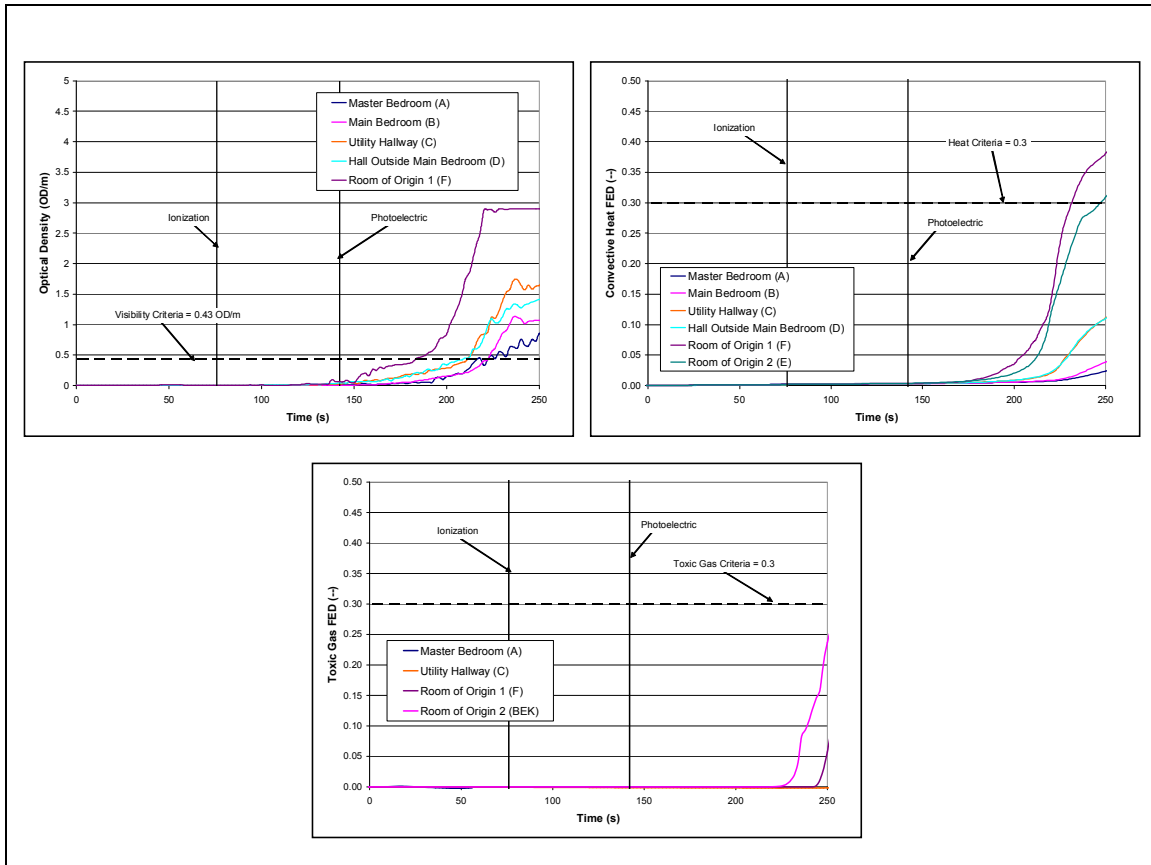 5
4.5
4
3.5
3
2.5
2
1.5
1
0.5
0
Optical Density (OD/m)
Master Bedroom (A)
Main Bedroom (B)
Utility Hallway (C)
Hall Outside Main Bedroom (D)
Room of Origin 1 (F)
Ionization
Photoelectric
Visibility Criteria = 0.43 OD/m
0 50 100 150 200 250
Time (s)
0.50
0.45
0.40
0.35
0.30
0.25
0.20
0.15
0.10
0.05
0.00
Convective Heat FED (--)
Ionization
Heat Criteria = 0.3
Photoelectric
Master Bedroom (A)
Main Bedroom (B)
Utility Hallway (C)
Hall Outside Main Bedroom (D)
Room of Origin 1 (F)
Room of Origin 2 (E)
0 50 100 150 200 250
Time (s)
0.50
0.45
0.40
0.35
0.30
0.25
0.20
0.15
0.10
0.05
0.00
Toxic Gas FED (--)
Ionization
Photoelectric
Toxic Gas Criteria = 0.3
Master Bedroom (A)
Utility Hallway (C)
Room of Origin 1 (F)
Room of Origin 2 (BEK)
0 50 100 150 200 250
Time (s)